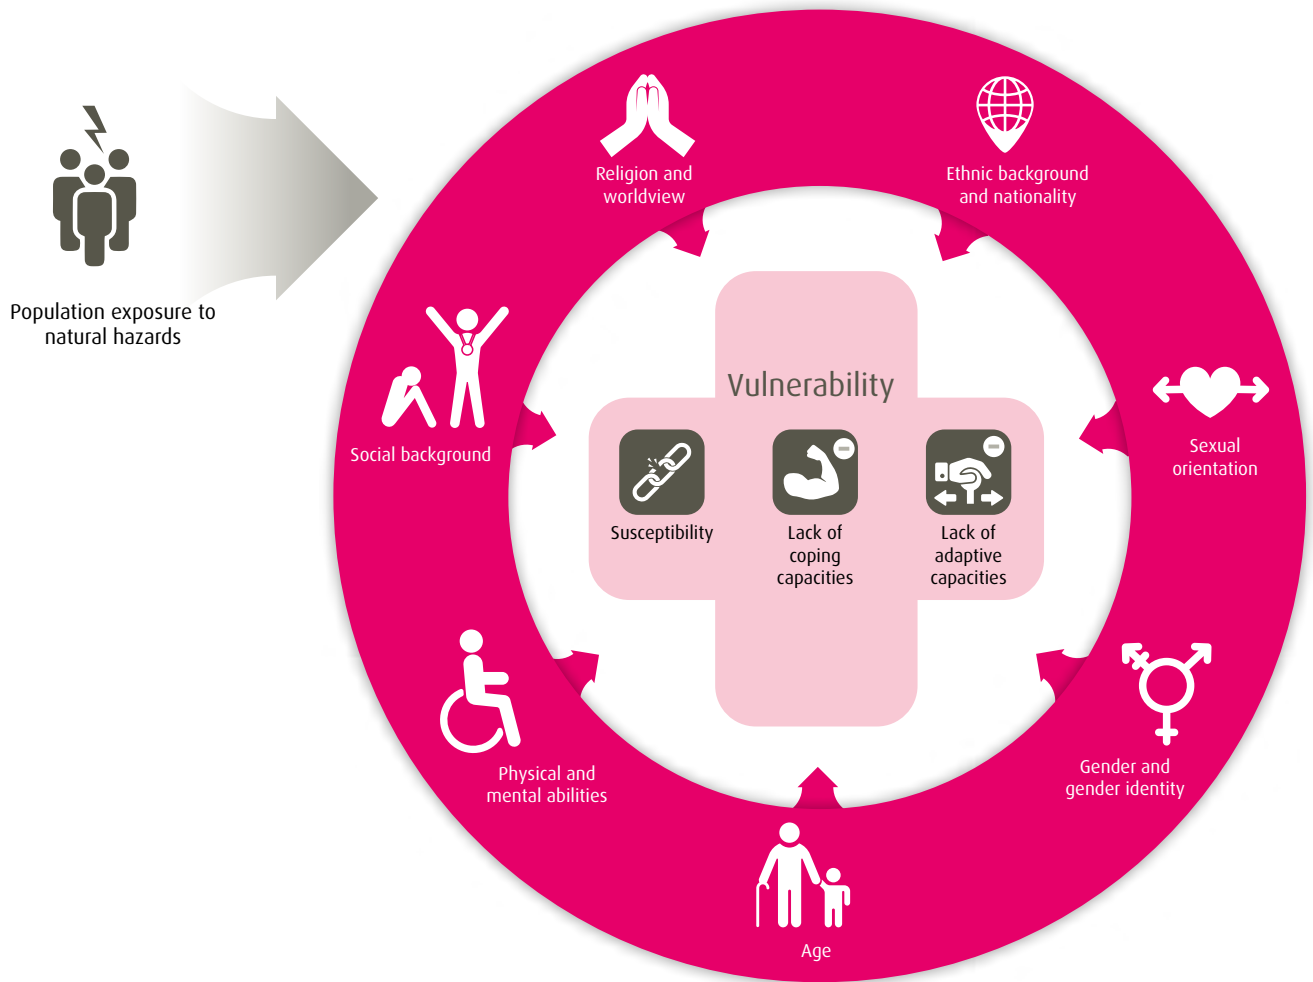 Population exposure to
natural hazards
Religion and
worldview
Ethnic background
and nationality
Social background
Sexual
orientation
Vulnerability
Susceptibility
Lack of
coping
capacities
Lack of
adaptive
capacities
Physical and
mental abilities
Gender and
gender identity
Age